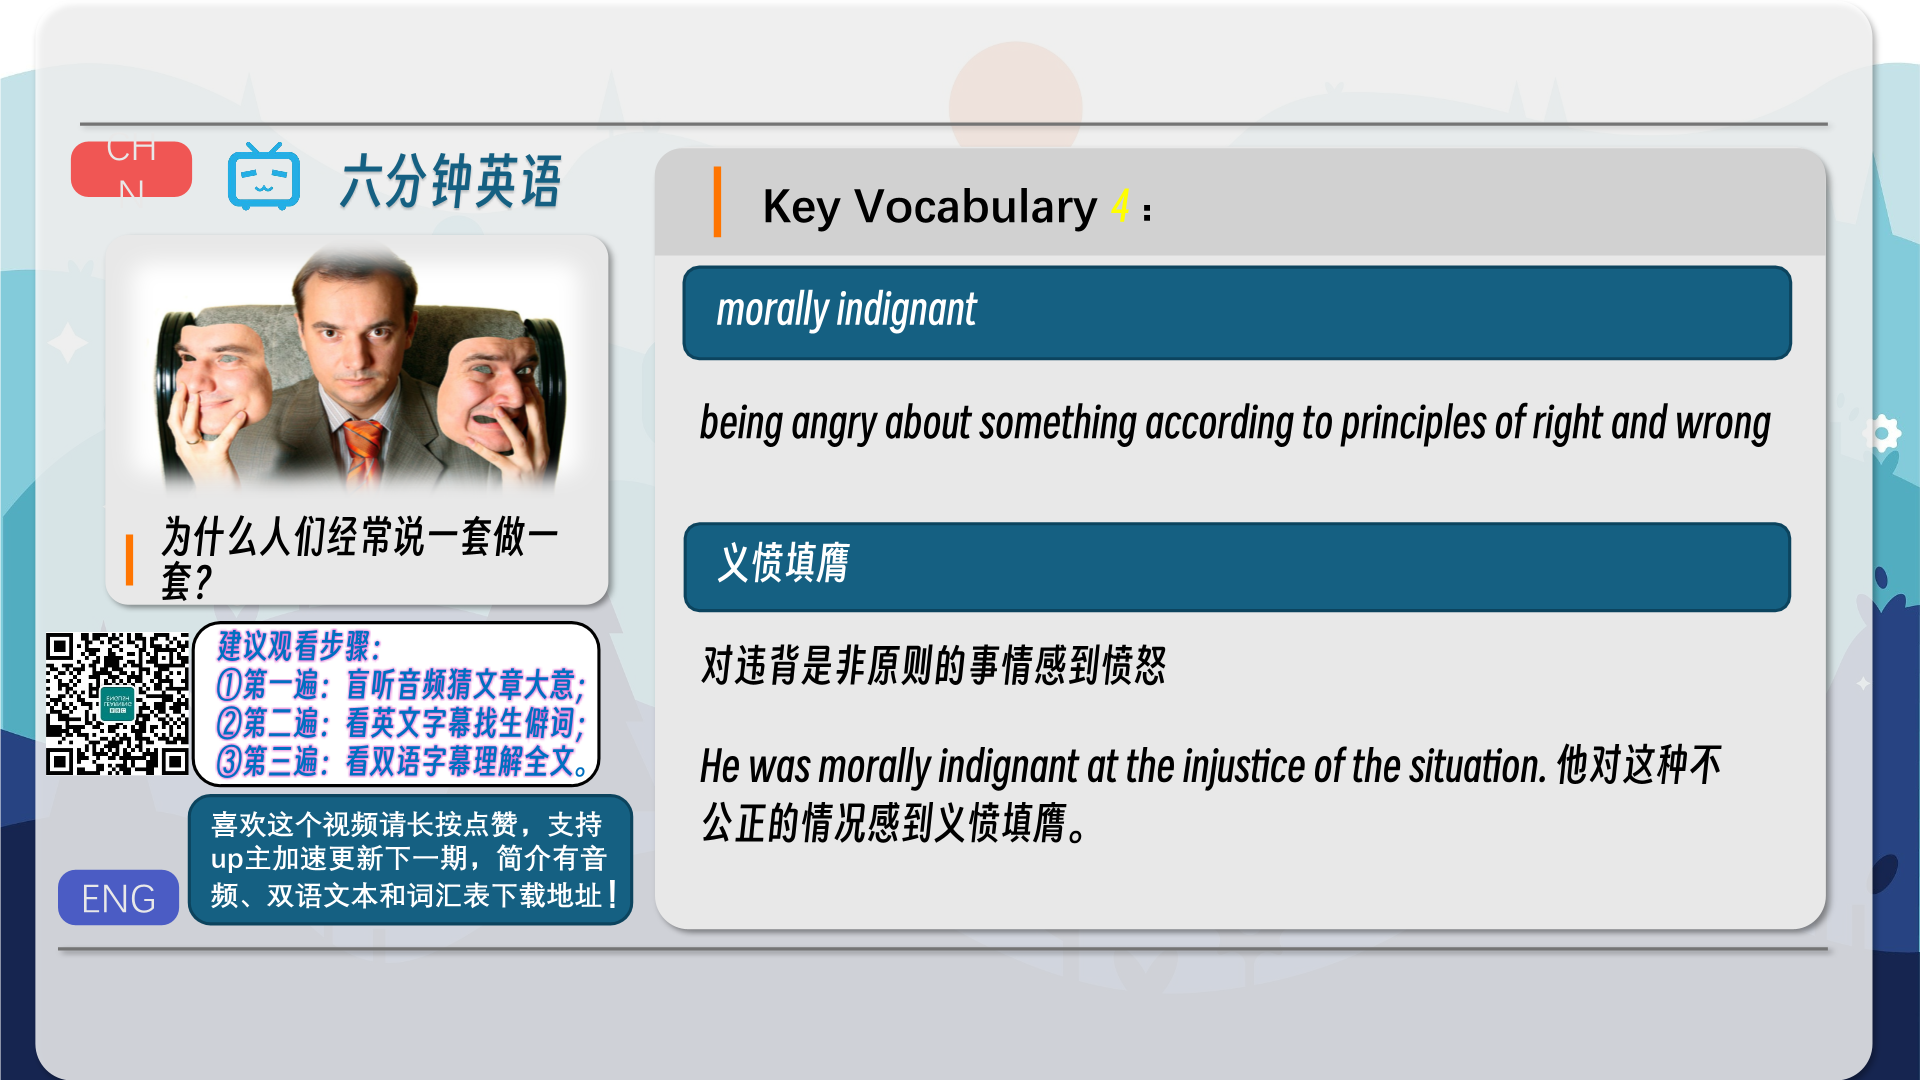 CH
N
六分钟英语
为什么人们经常说一套做一
套？
建议观看步骤：
①第一遍：盲听音频猜文章大意；
②第二遍：看英文字幕找生僻词；
③第三遍：看双语字幕理解全文。
喜欢这个视频请长按点赞，支持
up主加速更新下一期，简介有音
频、双语文本和词汇表下载地址！
ENG
Key Vocabulary 4：
morally indignant
being angry about something according to principles of right and wrong
义愤填膺
对违背是非原则的事情感到愤怒
He was morally indignant at the injustice of the situation. 他对这种不
公正的情况感到义愤填膺。